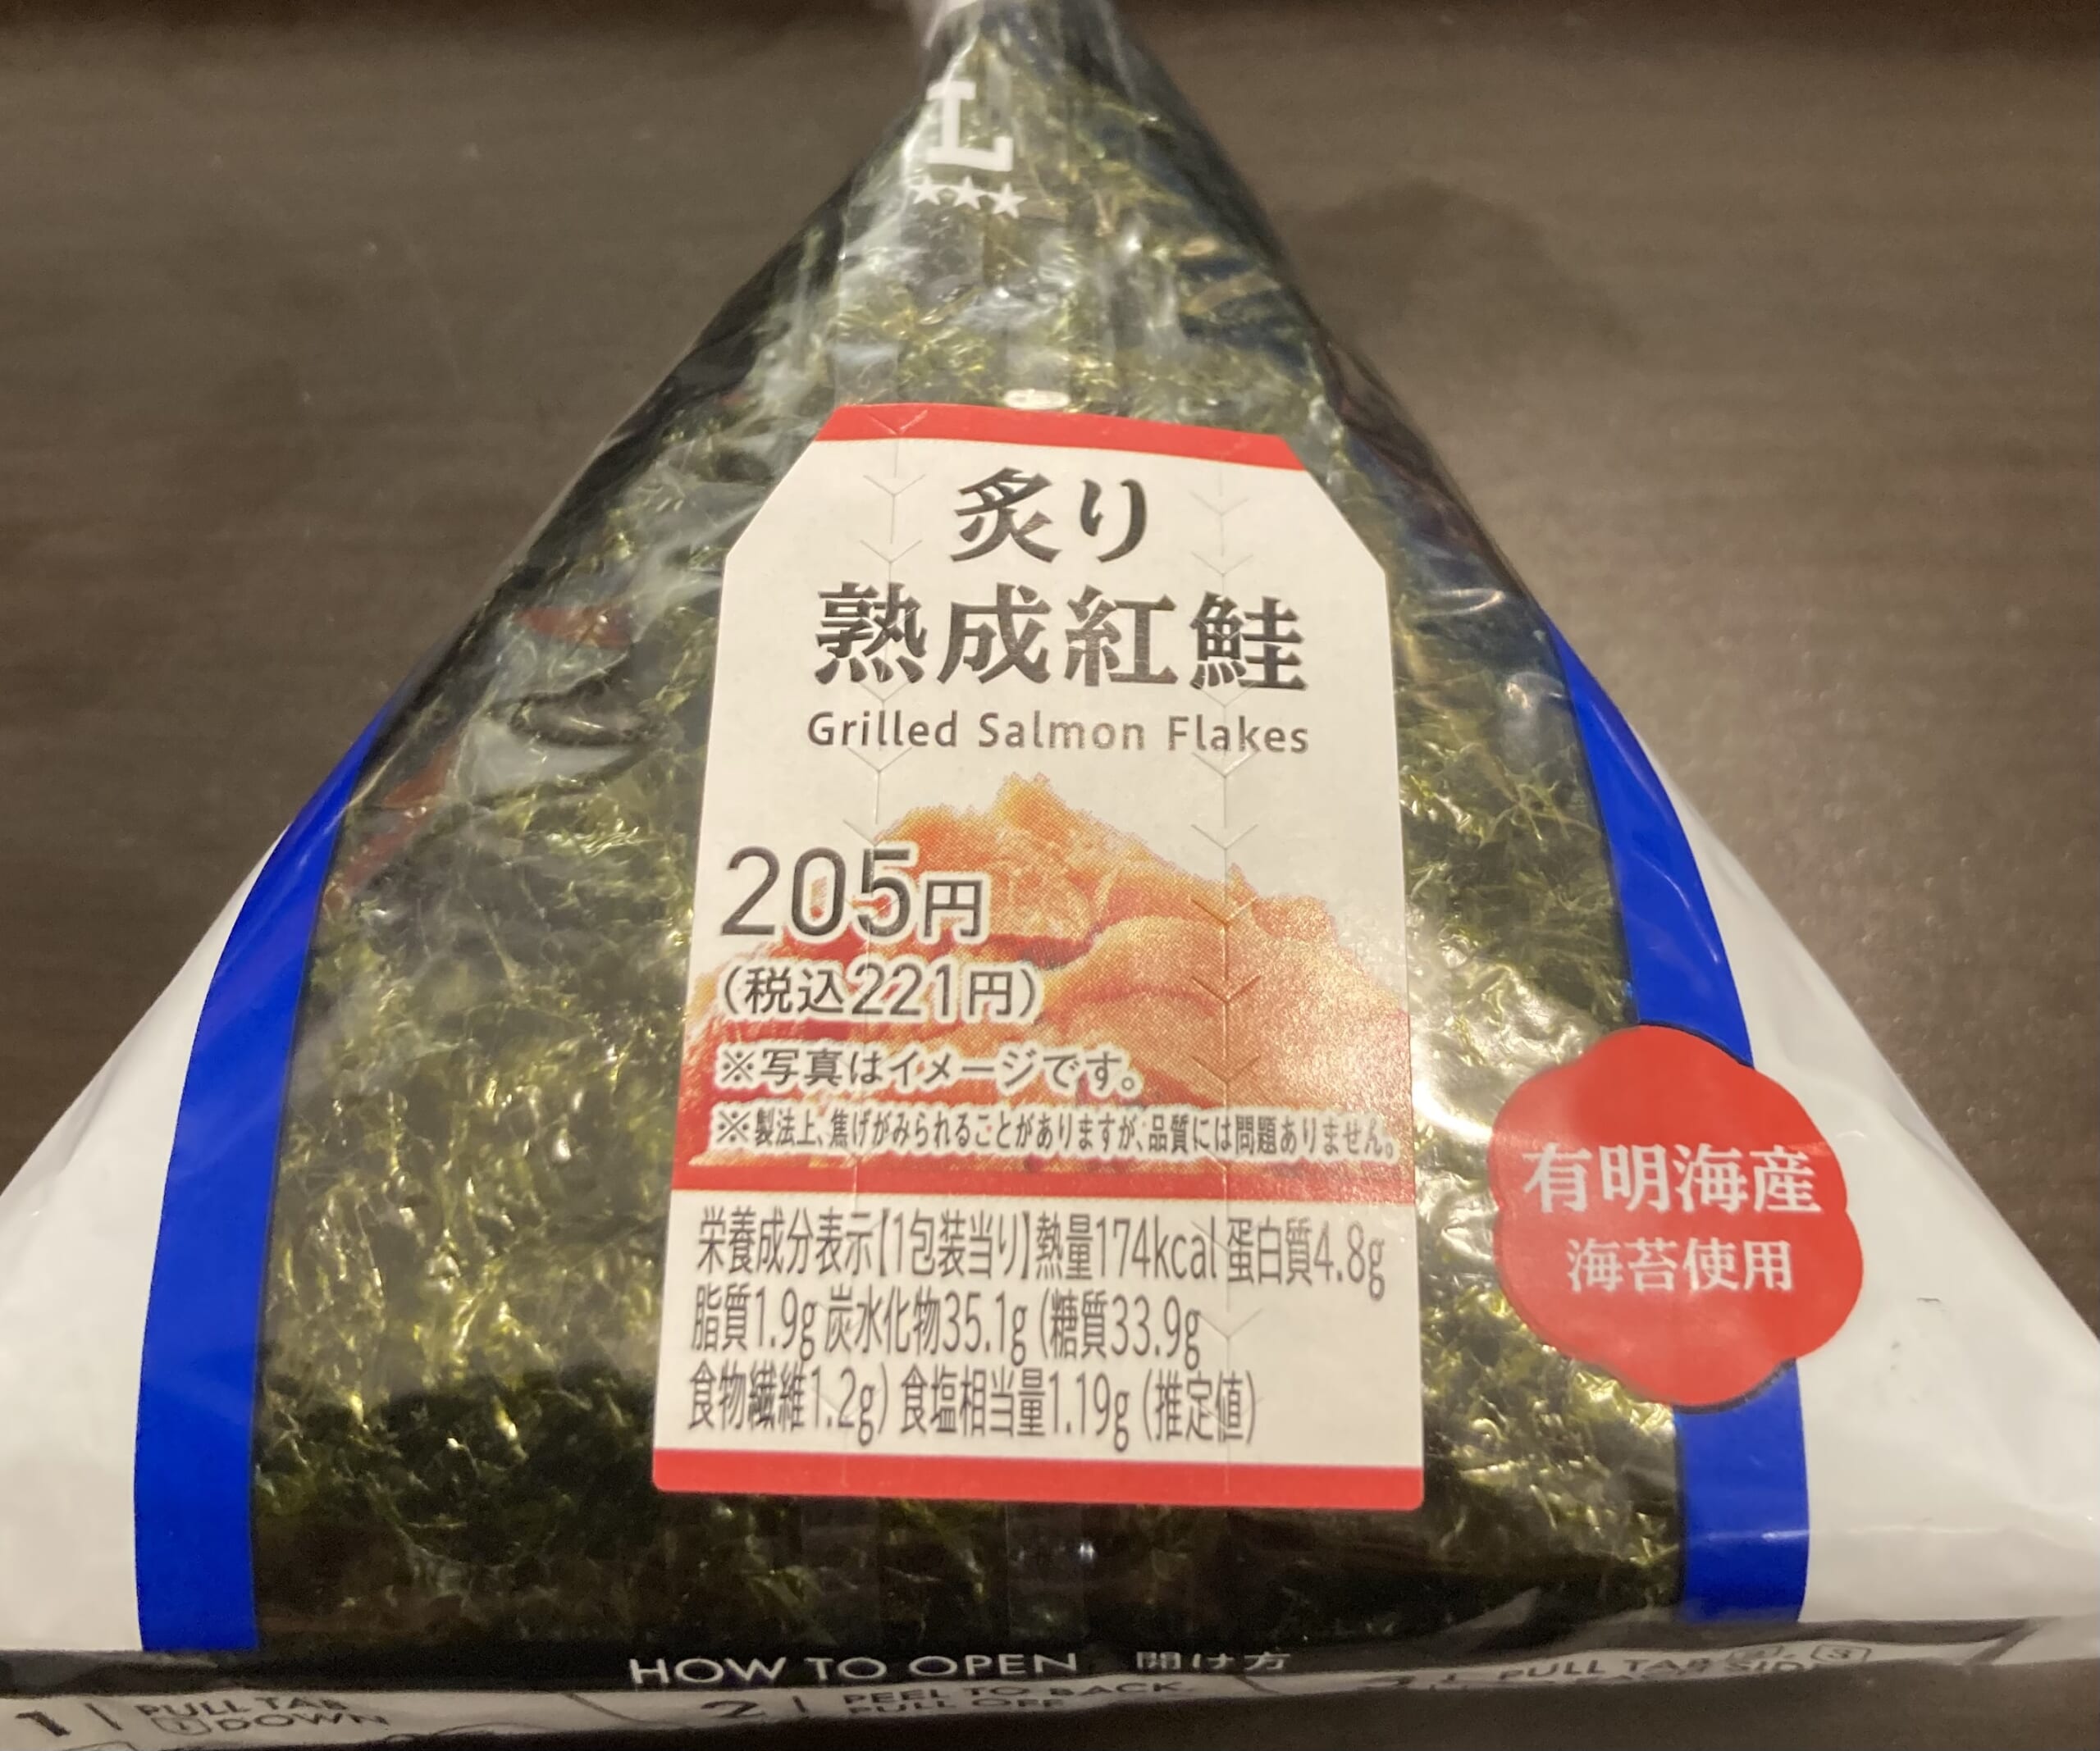 L
★★★
炙り
熟成紅鮭
Grilled Salmon Flakes
205円
(税込221円)
※写真はイメージです。
※製法上、焦げがみられることがありますが、品質には問題ありません。
栄養成分表示【1包装当り】熱量174kcal 蛋白質4.8g
脂質1.9g 炭水化物35.1g (糖質33.9g
食物繊維1.2g) 食塩相当量1.19g (推定値)
有明海産
海苔使用
HOW TO OPEN 開け方
1 PULL TAB
1 DOWN
2 PEEL TO BACK
PULL OFF
PULL TAB